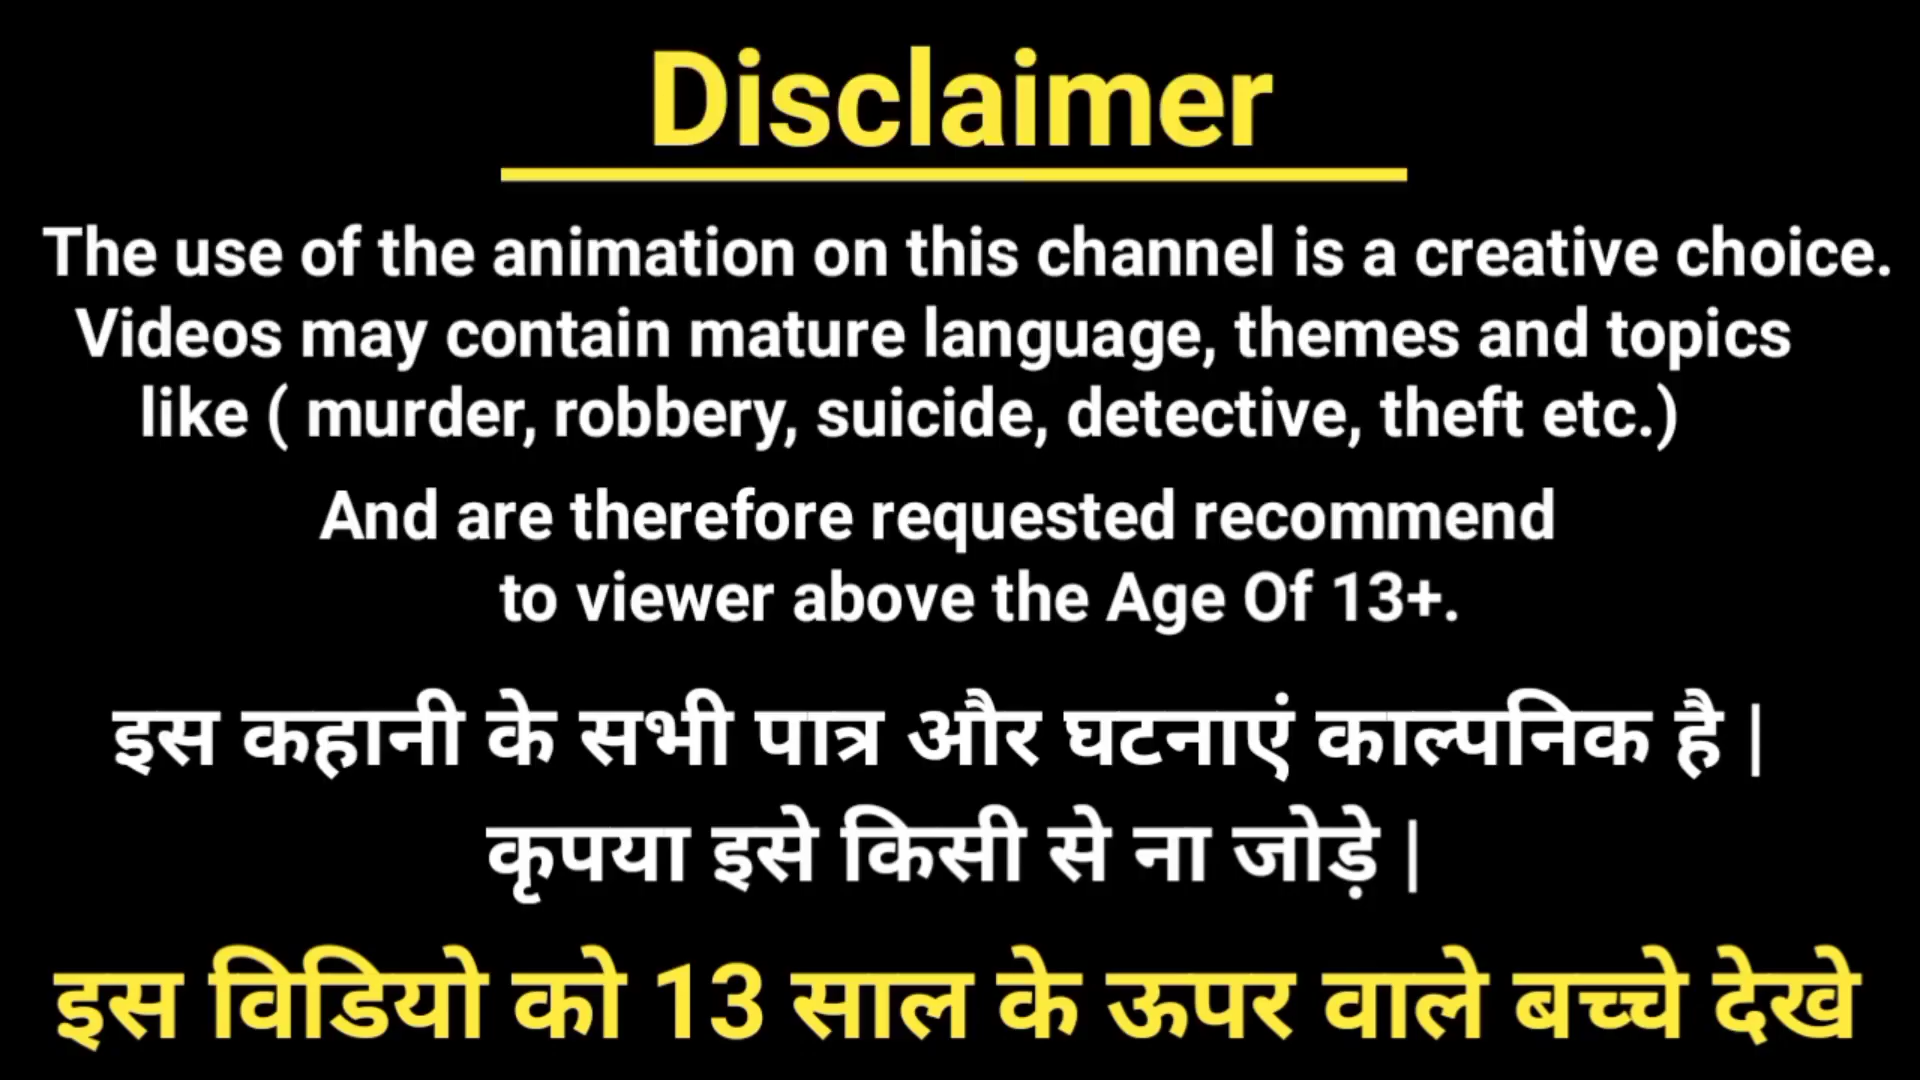 Disclaimer
The use of the animation on this channel is a creative choice.
Videos may contain mature language, themes and topics
like ( murder, robbery, suicide, detective, theft etc.)
And are therefore requested recommend
to viewer above the Age Of 13+.
इस कहानी के सभी पात्र और घटनाएं काल्पनिक है |
कृपया इसे किसी से ना जोड़े |
इस विडियो को 13 साल के ऊपर वाले बच्चे देखे